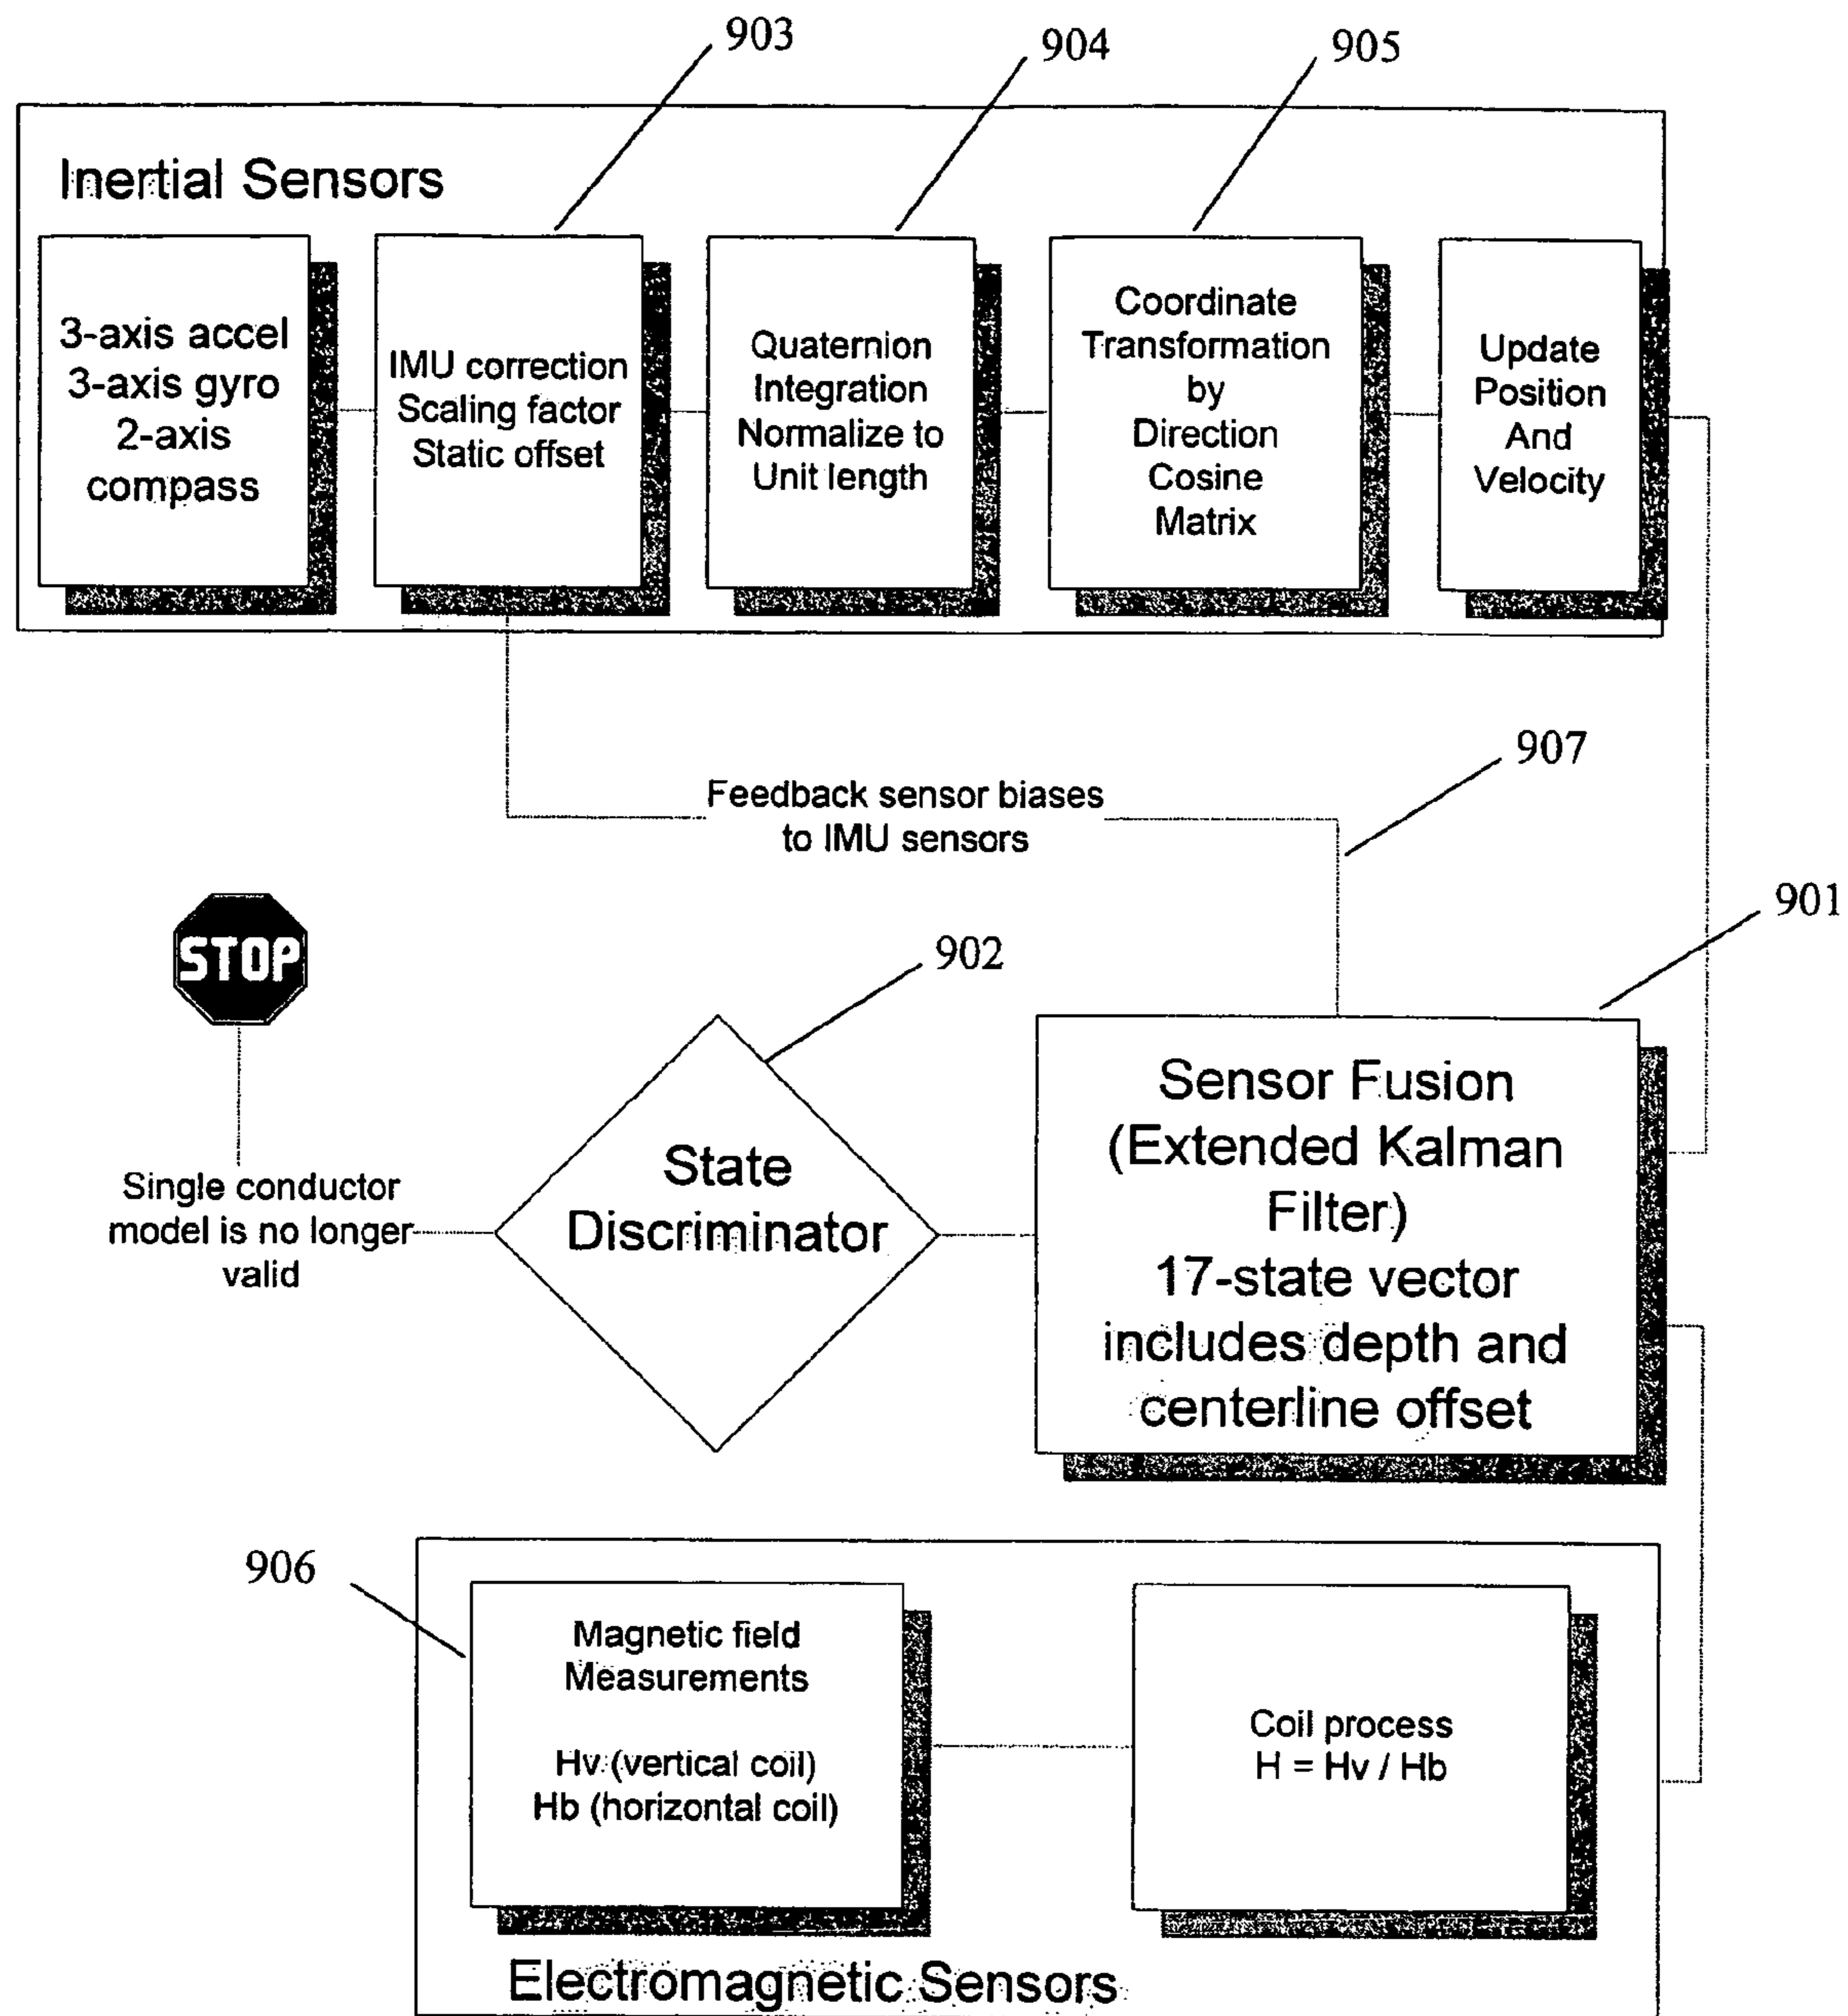 903
904
905
Inertial Sensors
3-axis accel
3-axis gyro
2-axis
compass
IMU correction
Scaling factor
Static offset
Quaternion
Integration
Normalize to
Unit length
Coordinate
Transformation
by
Direction
Cosine
Matrix
Update
Position
And
Velocity
907
Feedback sensor biases
to IMU sensors
901
STOP
902
Single conductor
model is no longer
valid
State
Discriminator
Sensor Fusion
(Extended Kalman
Filter)
17-state vector
includes depth and
centerline offset
906
Magnetic field
Measurements
Hv (vertical coil)
Hb (horizontal coil)
Coil process
H = Hv / Hb
Electromagnetic Sensors